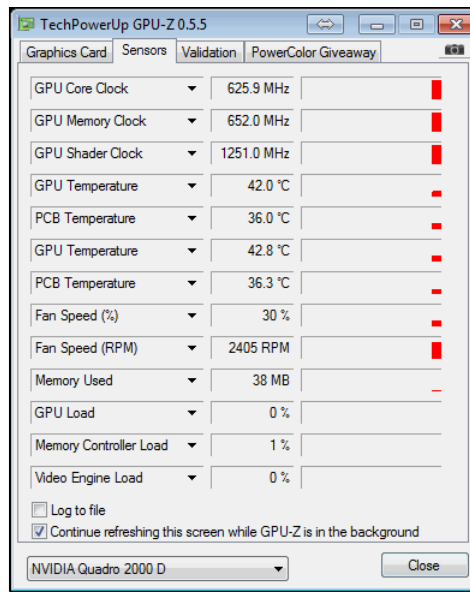 TechPowerUp GPU-Z 0.5.5
Graphics Card Sensors Validation PowerColor Giveaway
GPU Core Clock 625.9 MHz
GPU Memory Clock 652.0 MHz
GPU Shader Clock 1251.0 MHz
GPU Temperature 42.0 °C
PCB Temperature 36.0 °C
GPU Temperature 42.8 °C
PCB Temperature 36.3 °C
Fan Speed (%) 30 %
Fan Speed (RPM) 2405 RPM
Memory Used 38 MB
GPU Load 0 %
Memory Controller Load 1 %
Video Engine Load 0 %
Log to file
Continue refreshing this screen while GPU-Z is in the background
NVIDIA Quadro 2000 D Close